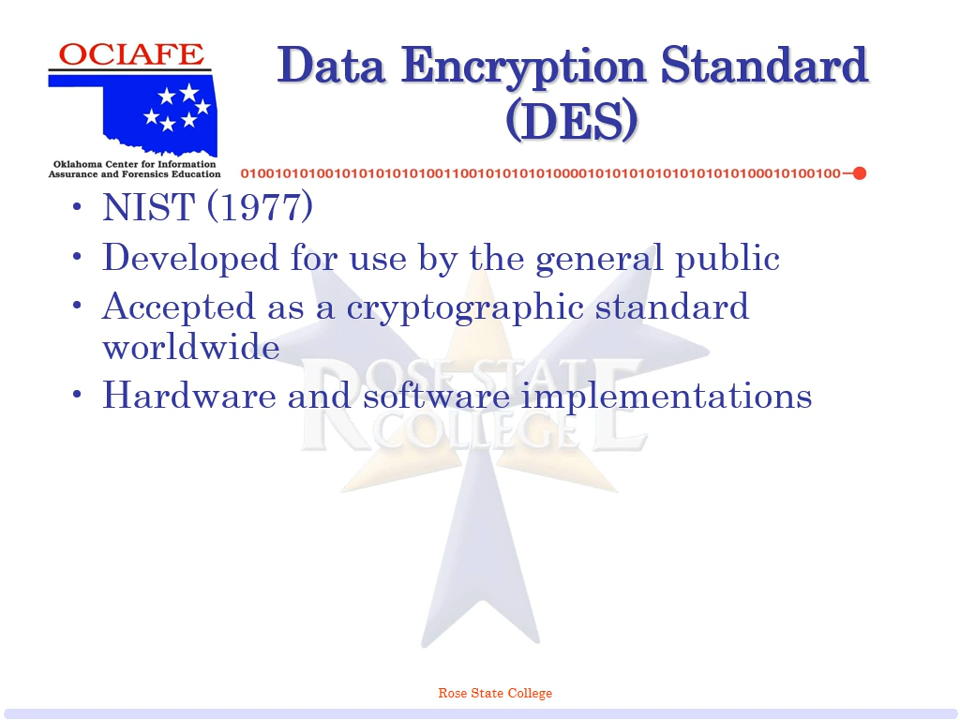 OCIAFE
Oklahoma Center for Information
Assurance and Forensics Education
Data Encryption Standard
(DES)
• NIST (1977)
• Developed for use by the general public
• Accepted as a cryptographic standard
worldwide
• Hardware and software implementations
ROSE STATE
COLLEGE
Rose State College